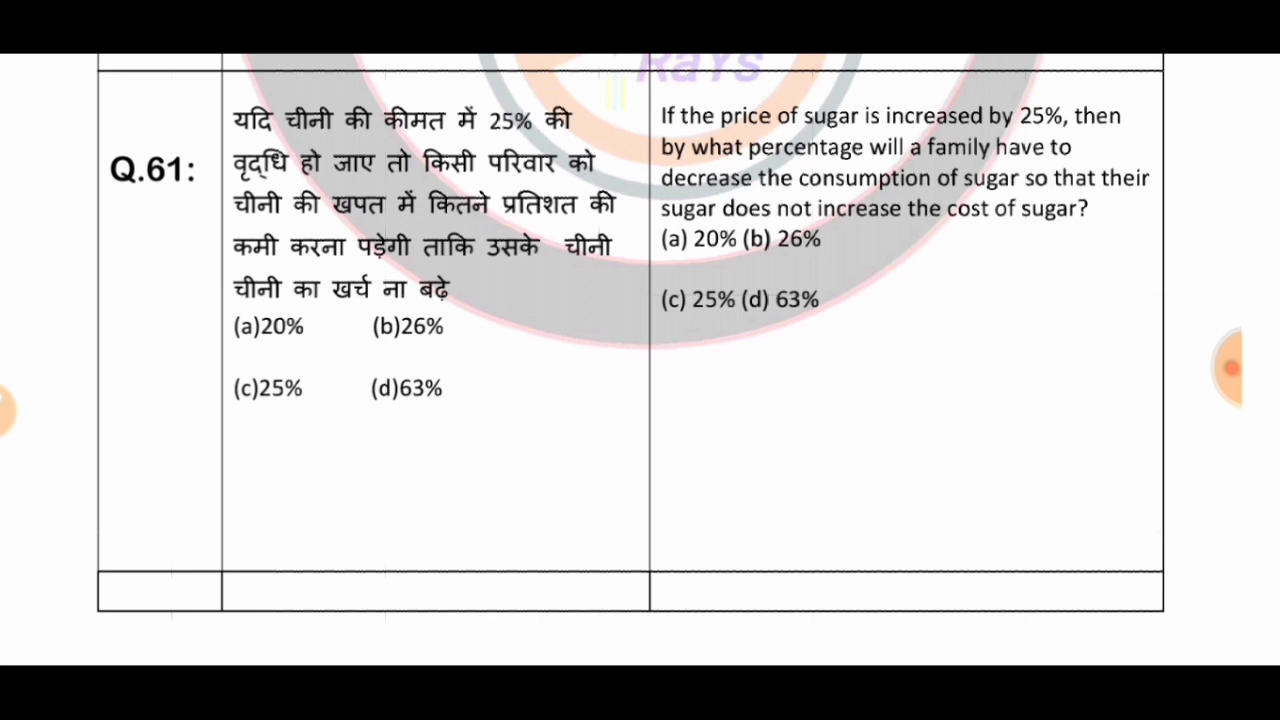 RaYs
Q.61:
यदि चीनी की कीमत में 25% की
वृद्धि हो जाए तो किसी परिवार को
चीनी की खपत में कितने प्रतिशत की
कमी करना पड़ेगी ताकि उसके चीनी
चीनी का खर्च ना बढ़े
(a)20% (b)26%
(c)25% (d)63%
If the price of sugar is increased by 25%, then
by what percentage will a family have to
decrease the consumption of sugar so that their
sugar does not increase the cost of sugar?
(a) 20% (b) 26%
(c) 25% (d) 63%